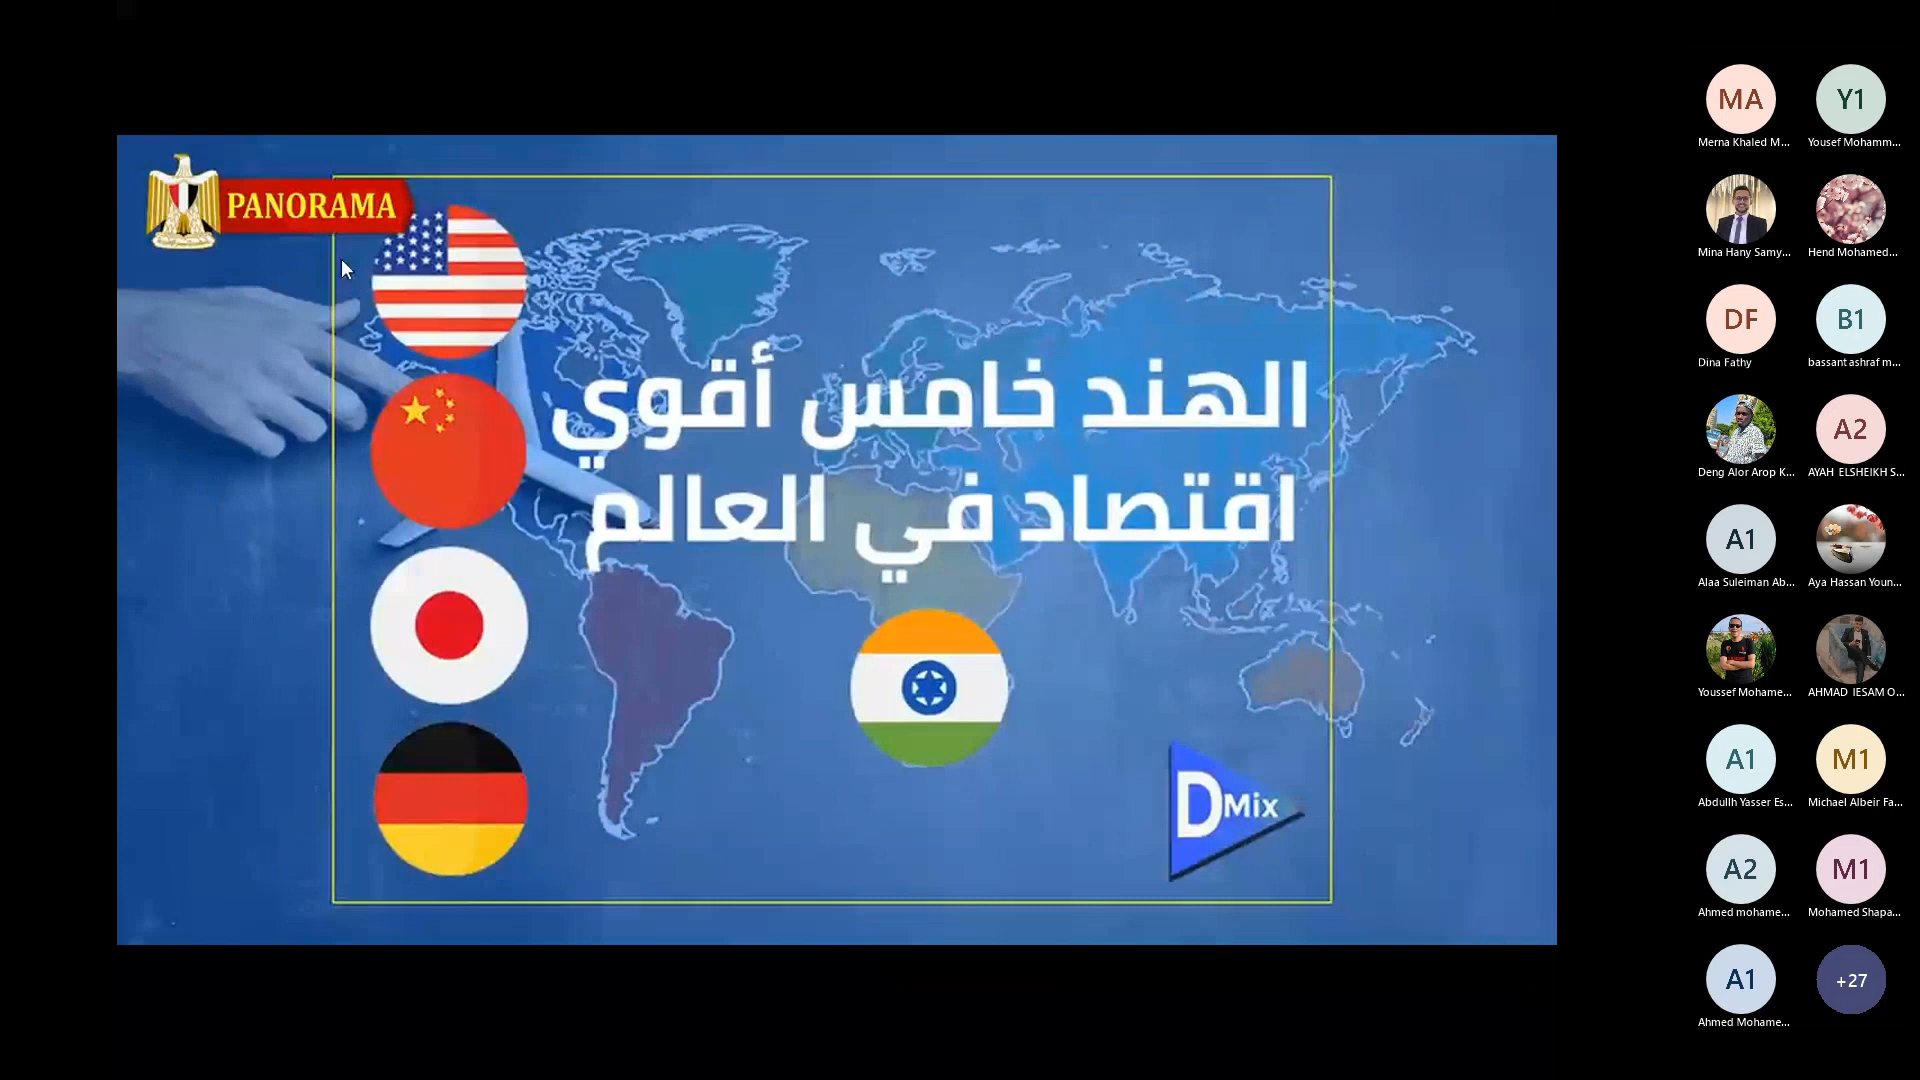 PANORAMA
الهند خامس أقوي
اقتصاد في العالم
DMix
MA
Y1
Merna Khaled M...
Yousef Mohamm...
Mina Hany Samy...
Hend Mohamed...
DF
B1
Dina Fathy
bassant ashraf m...
A2
Deng Alor Arop K...
AYAH ELSHEIKH S...
A1
Alaa Suleiman Ab...
Aya Hassan Youn...
Youssef Mohame...
AHMAD IESAM O...
A1
M1
Abdullh Yasser Es...
Michael Albeir Fa...
A2
M1
Ahmed mohame...
Mohamed Shapa...
A1
+27
Ahmed Mohame...